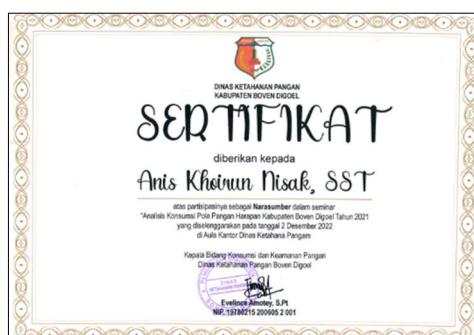 DINAS KETAHANAN PANGAN
KABUPATEN BOVEN DIGOEL
SERTIFIKAT
diberikan kepada
Anis Khoirun Nisak, SST
atas partisipasinya sebagai Narasumber dalam seminar
"Analisis Konsumsi Pola Pangan Harapan Kabupaten Boven Digoel Tahun 2021
yang diselenggarakan pada tanggal 2 Desember 2022
di Aula Kantor Dinas Ketahana Pangam
Kepala Bidang Konsumsi dan Keamanan Pangan
Dinas Ketahanan Pangan Boven Digoel
Evelince Amotey, S.Pt
NIP. 19780215 200605 2 001